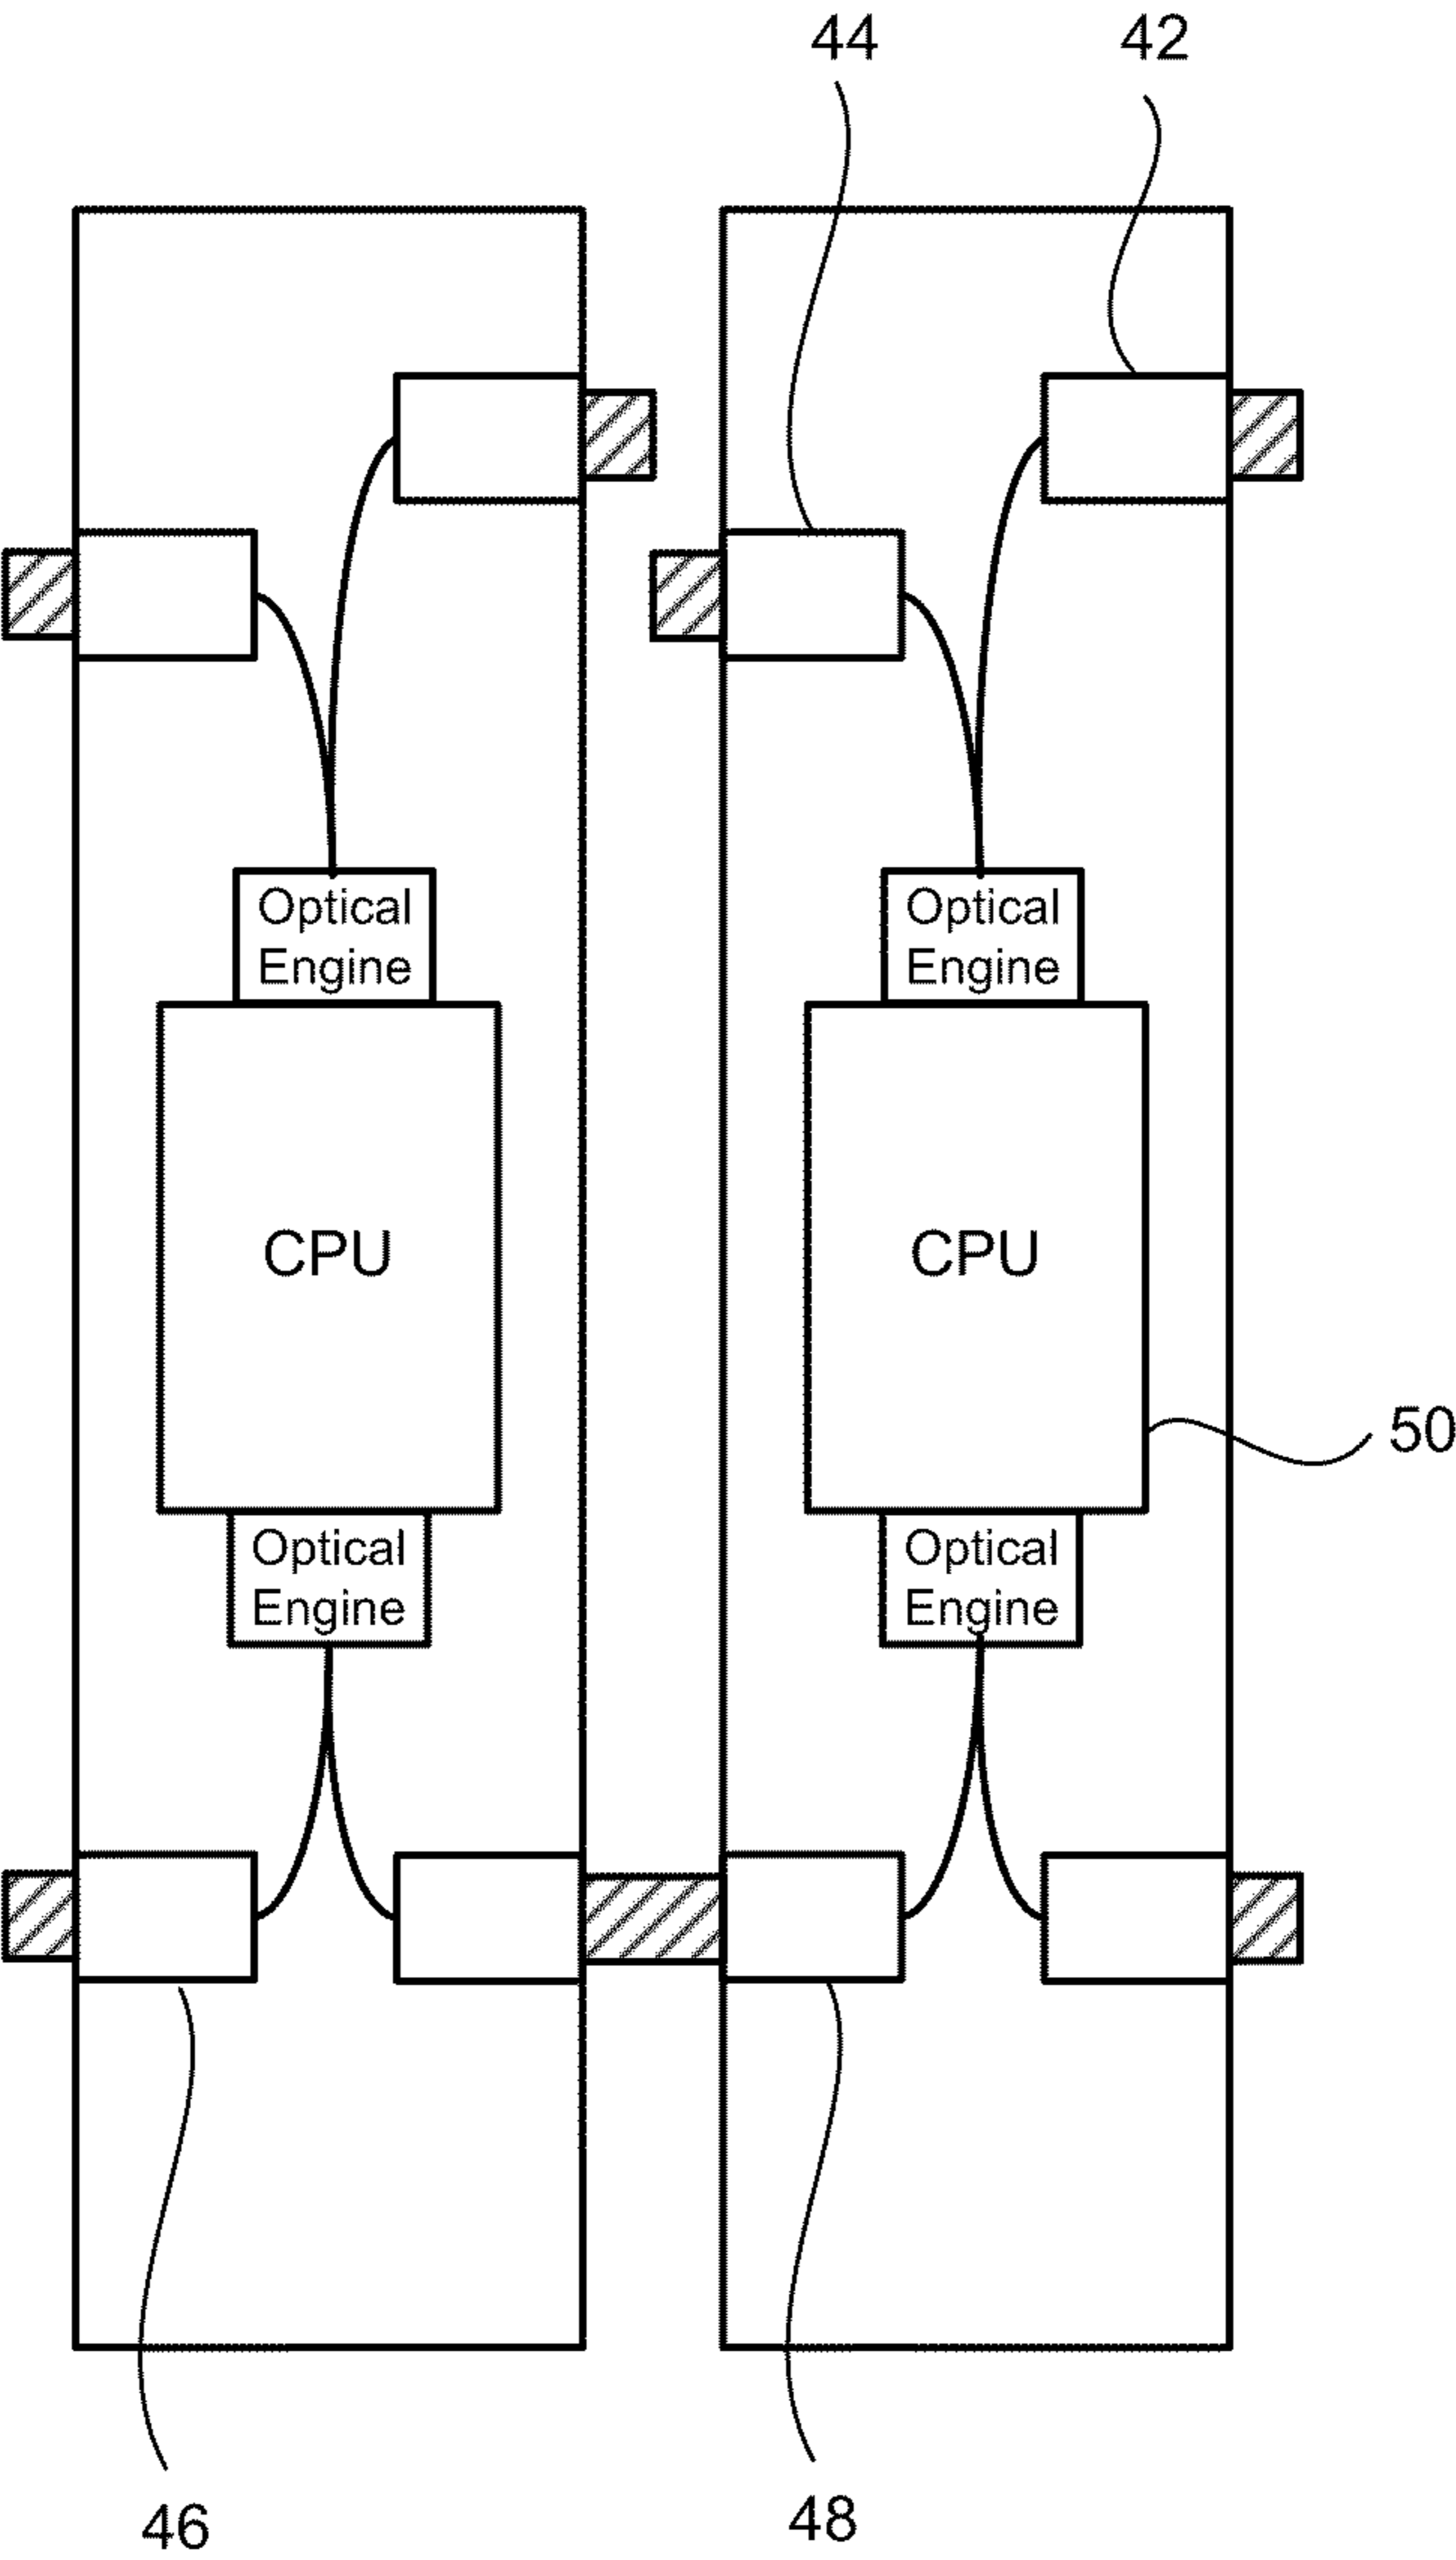 44
42
Optical
Engine
Optical
Engine
CPU
CPU
50
Optical
Engine
Optical
Engine
46
48